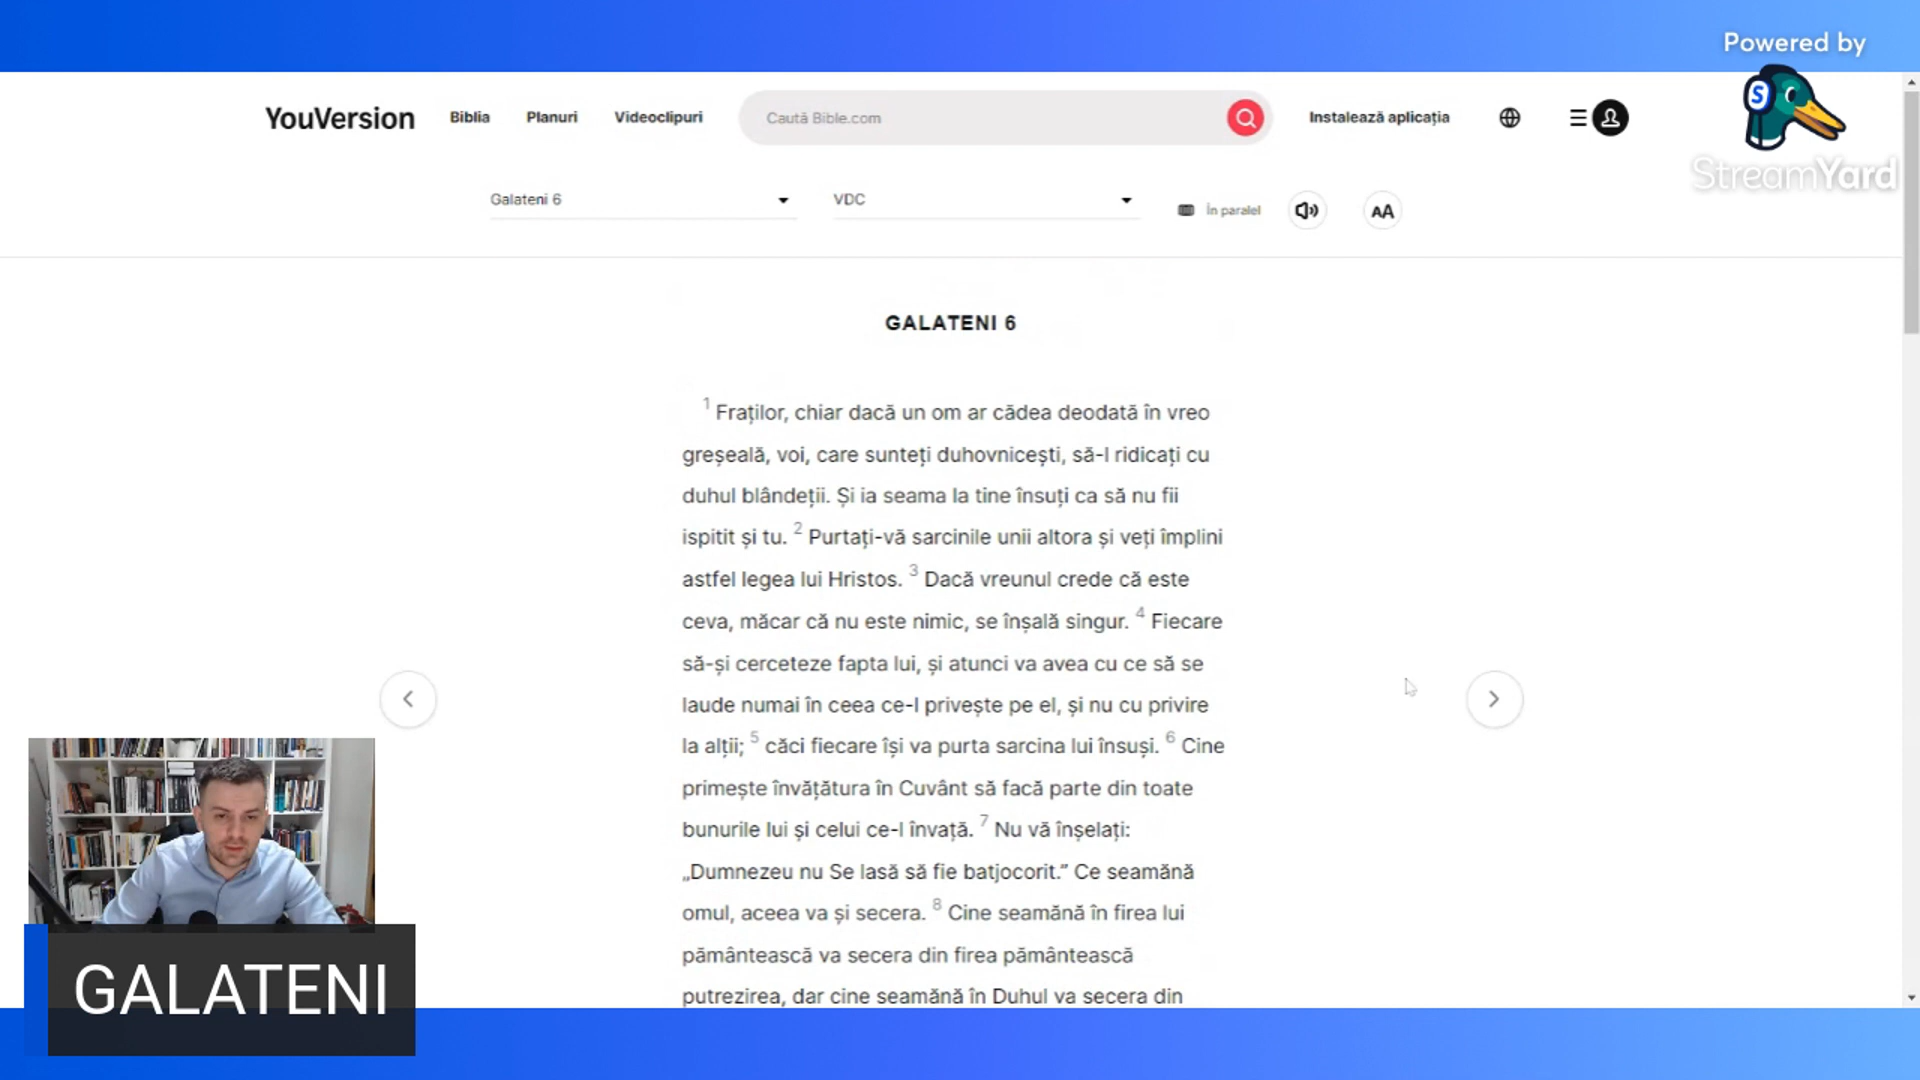 Powered by
StreamYard
YouVersion Biblia Planuri Videoclipuri Caută Bible.com Instalează aplicația
Galateni 6 VDC În paralel AA
GALATENI 6
1 Fraților, chiar dacă un om ar cădea deodată în vreo
greșeală, voi, care sunteți duhovnicești, să-l ridicați cu
duhul blândeții. Și ia seama la tine însuți ca să nu fii
ispitit și tu. 2 Purtați-vă sarcinile unii altora și veți împlini
astfel legea lui Hristos. 3 Dacă vreunul crede că este
ceva, măcar că nu este nimic, se înșală singur. 4 Fiecare
să-și cerceteze fapta lui, și atunci va avea cu ce să se
laude numai în ceea ce-l privește pe el, și nu cu privire
la alții; 5 căci fiecare își va purta sarcina lui însuși. 6 Cine
primește învățătura în Cuvânt să facă parte din toate
bunurile lui și celui ce-l învață. 7 Nu vă înșelați:
„Dumnezeu nu Se lasă să fie batjocorit.” Ce seamănă
omul, aceea va și secera. 8 Cine seamănă în firea lui
pământească va secera din firea pământească
putrezirea, dar cine seamănă în Duhul va secera din
GALATENI